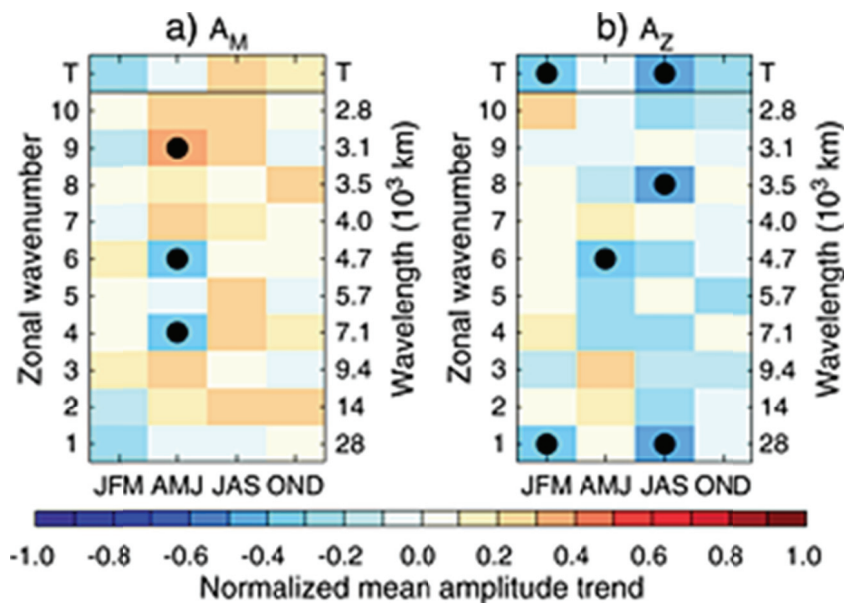 a) A_M b) A_Z
T T T T
10 2.8 10 2.8
9 3.1 9 3.1
8 3.5 8 3.5
7 4.0 7 4.0
6 4.7 6 4.7
5 5.7 5 5.7
4 7.1 4 7.1
3 9.4 3 9.4
2 14 2 14
1 28 1 28
Zonal wavenumber
Wavelength (10³ km)
Zonal wavenumber
Wavelength (10³ km)
JFM AMJ JAS OND JFM AMJ JAS OND
-1.0 -0.8 -0.6 -0.4 -0.2 0.0 0.2 0.4 0.6 0.8 1.0
Normalized mean amplitude trend